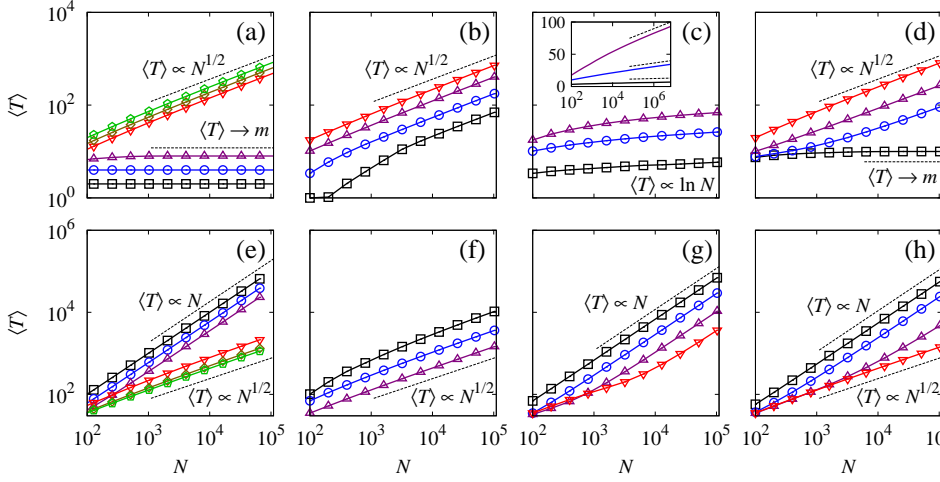 (a) (b) (c) (d)
⟨T⟩ ∝ N^{1/2}
⟨T⟩ → m
⟨T⟩ ∝ N^{1/2}
100
50
0
10^2 10^4 10^6
⟨T⟩ ∝ ln N
⟨T⟩ ∝ N^{1/2}
⟨T⟩ → m
⟨T⟩
10^4
10^2
10^0
(e) (f) (g) (h)
⟨T⟩ ∝ N
⟨T⟩ ∝ N^{1/2}
⟨T⟩ ∝ N^{1/2}
⟨T⟩ ∝ N
⟨T⟩ ∝ N
⟨T⟩ ∝ N^{1/2}
⟨T⟩
10^6
10^4
10^2
10^2 10^3 10^4 10^5 10^2 10^3 10^4 10^5 10^2 10^3 10^4 10^5 10^2 10^3 10^4 10^5
N N N N